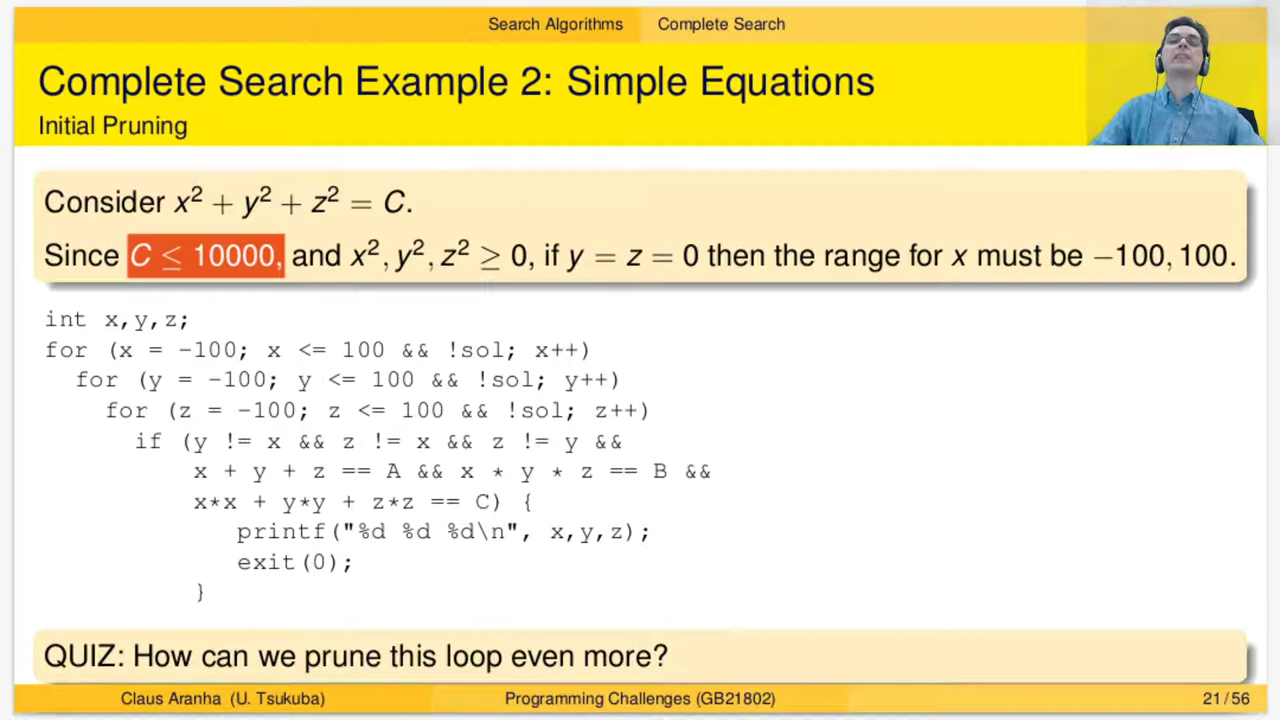 Search Algorithms Complete Search
Complete Search Example 2: Simple Equations
Initial Pruning
Consider x² + y² + z² = C.
Since C ≤ 10000, and x², y², z² ≥ 0, if y = z = 0 then the range for x must be −100, 100.
int x,y,z;
for (x = -100; x <= 100 && !sol; x++)
for (y = -100; y <= 100 && !sol; y++)
for (z = -100; z <= 100 && !sol; z++)
if (y != x && z != x && z != y &&
x + y + z == A && x * y * z == B &&
x*x + y*y + z*z == C) {
printf("%d %d %d\n", x,y,z);
exit(0);
}
QUIZ: How can we prune this loop even more?
Claus Aranha (U. Tsukuba) Programming Challenges (GB21802) 21 / 56